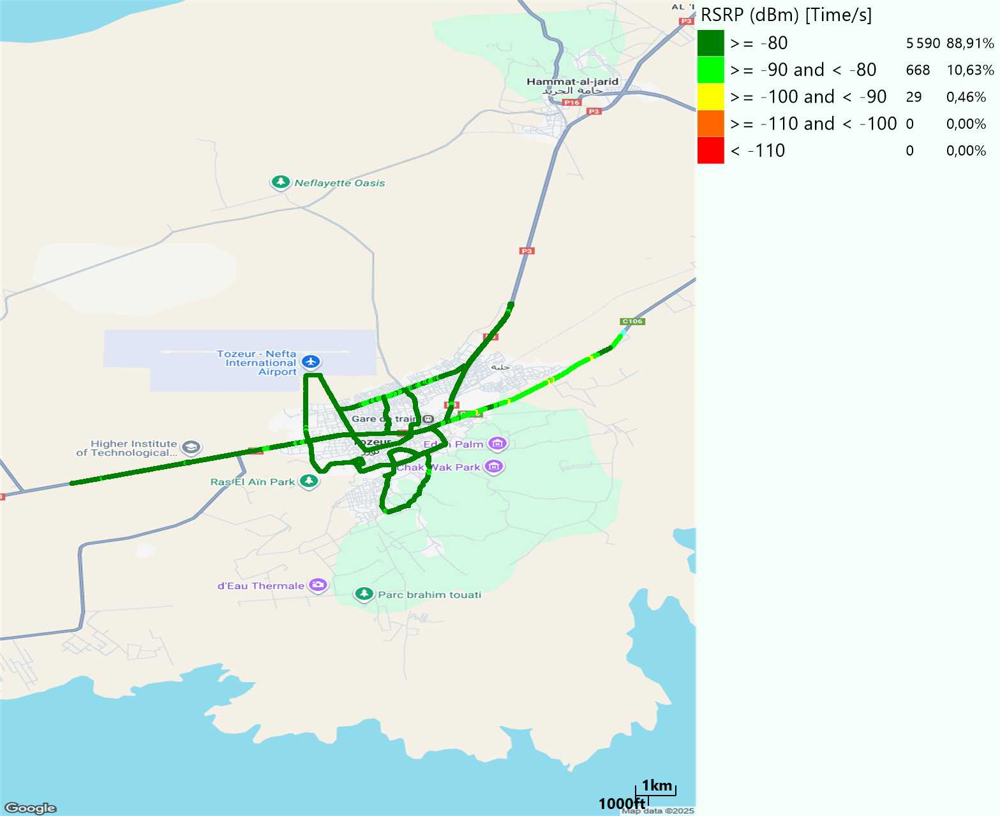 AL 'I
P3
RSRP (dBm) [Time/s]
>= -80 5 590 88,91%
>= -90 and < -80 668 10,63%
>= -100 and < -90 29 0,46%
>= -110 and < -100 0 0,00%
< -110 0 0,00%
Hammat-al-jarid
حامة الجريد
P16
P3
Neflayette Oasis
P3
C106
Tozeur - Nefta
International
Airport
حلبة
Gare de train
Higher Institute
of Technological...
Tozeur
توزر
Eden Palm
Chak Wak Park
Ras El Aïn Park
3
d'Eau Thermale
Parc brahim touati
1km
1000ft
Google
Map data ©2025